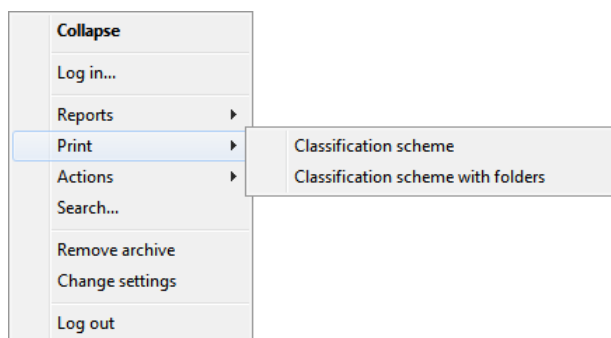 Collapse
Log in...
Reports
Print
Classification scheme
Actions
Classification scheme with folders
Search...
Remove archive
Change settings
Log out